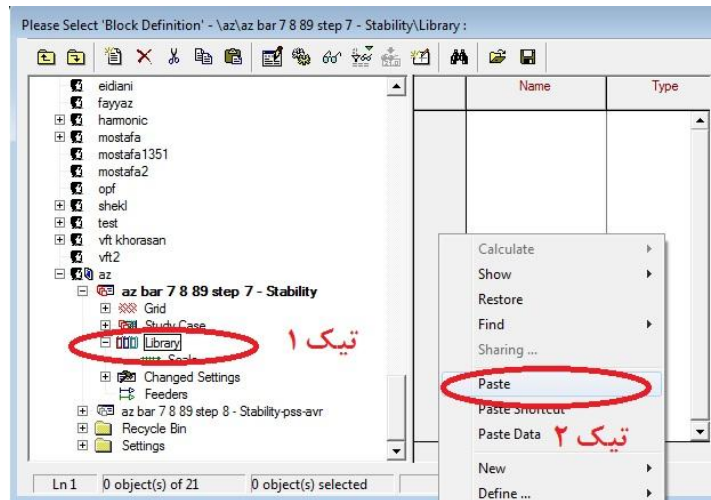 Please Select 'Block Definition' - \az\az bar 7 8 89 step 7 - Stability\Library :
Name Type
eidiani
fayyaz
harmonic
mostafa
mostafa1351
mostafa2
opf
shekl
test
vft khorasan
vft2
az
az bar 7 8 89 step 7 - Stability
Grid
Study Case
Library
تیک ۱
Scale
Changed Settings
Feeders
az bar 7 8 89 step 8 - Stability-pss-avr
Recycle Bin
Settings
Calculate
Show
Restore
Find
Sharing ...
Paste
Paste Shortcut
Paste Data
تیک ۲
New
Define ...
Ln 1 0 object(s) of 21 0 object(s) selected